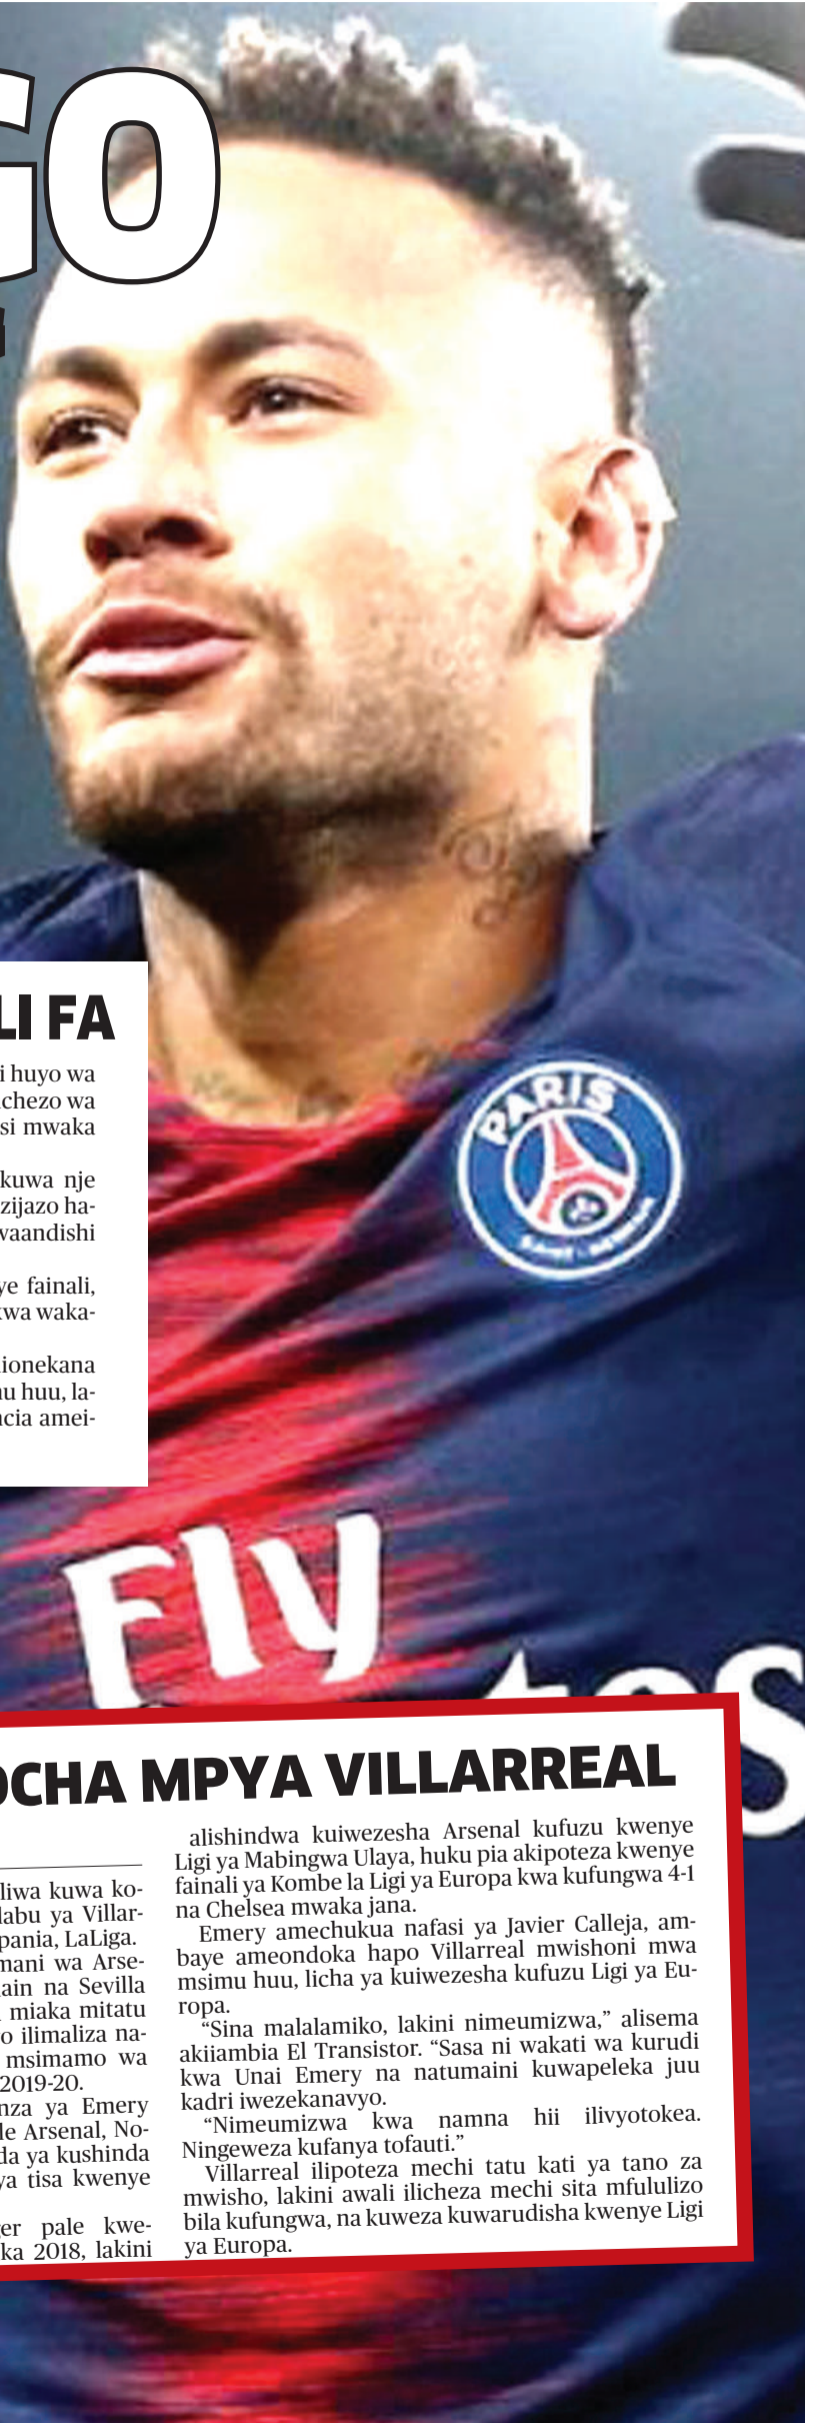 GO
LI FA
i huyo wa
chezo wa
si mwaka
kuwa nje
zijazo ha-
vaandishi
ye fainali,
kwa waka-
ionekana
u huu, la-
ncia amei-
PARIS
SAINT-GERMAIN
Fly
OCHA MPYA VILLARREAL
liwa kuwa ko-
labu ya Villar-
pania, LaLiga.
mani wa Arse-
ain na Sevilla
miaka mitatu
o ilimaliza na-
msimamo wa
2019-20.
nza ya Emery
le Arsenal, No-
da ya kushinda
ya tisa kwenye
ger pale kwe-
ka 2018, lakini
alishindwa kuiwezesha Arsenal kufuzu kwenye
Ligi ya Mabingwa Ulaya, huku pia akipoteza kwenye
fainali ya Kombe la Ligi ya Europa kwa kufungwa 4-1
na Chelsea mwaka jana.
Emery amechukua nafasi ya Javier Calleja, am-
baye ameondoka hapo Villarreal mwishoni mwa
msimu huu, licha ya kuiwezesha kufuzu Ligi ya Eu-
ropa.
“Sina malalamiko, lakini nimeumizwa,” alisema
akiiambia El Transistor. “Sasa ni wakati wa kurudi
kwa Unai Emery na natumaini kuwapeleka juu
kadri iwezekanavyo.
“Nimeumizwa kwa namna hii ilivyotokea.
Ningeweza kufanya tofauti.”
Villarreal ilipoteza mechi tatu kati ya tano za
mwisho, lakini awali ilicheza mechi sita mfululizo
bila kufungwa, na kuweza kuwarudisha kwenye Ligi
ya Europa.